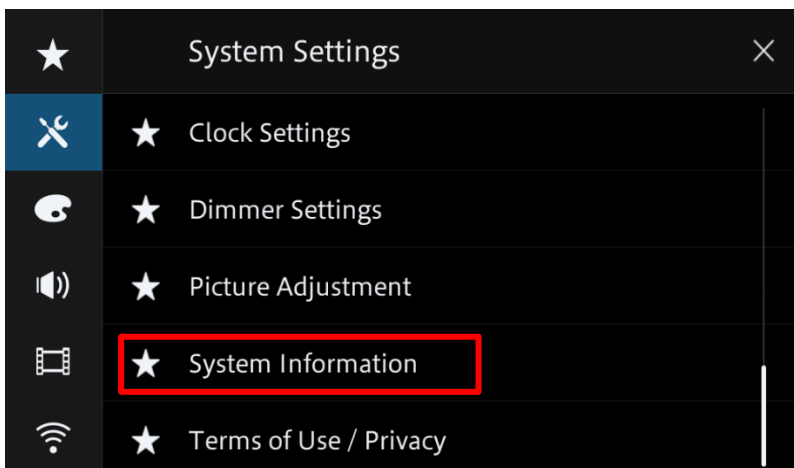 System Settings
Clock Settings
Dimmer Settings
Picture Adjustment
System Information
Terms of Use / Privacy